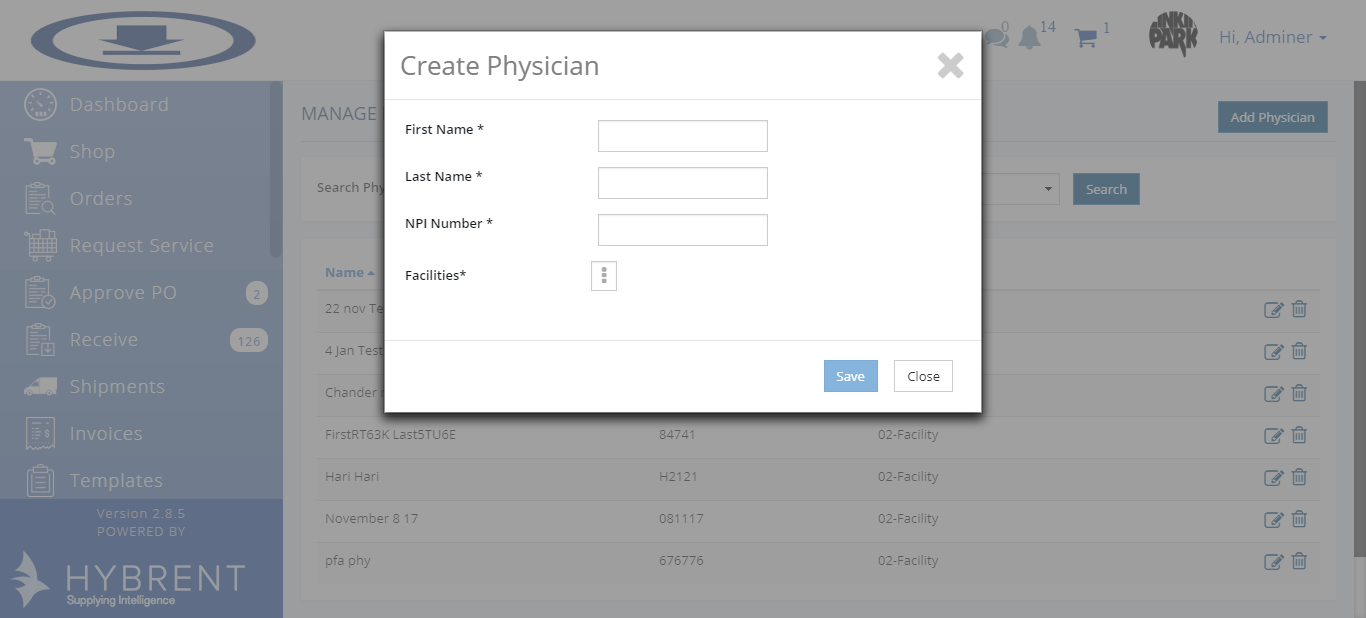 0
14
1
LINKIN
PARK
Hi, Adminer
Create Physician
First Name *
Last Name *
NPI Number *
Facilities*
Save
Close
Dashboard
Shop
Orders
Request Service
Approve PO
2
Receive
126
Shipments
Invoices
Templates
Version 2.8.5
POWERED BY
HYBRENT
Supplying Intelligence
MANAGE
Add Physician
Search Phy
Search
Name
22 nov Te
4 Jan Test
Chander
FirstRT63K Last5TU6E 84741 02-Facility
Hari Hari H2121 02-Facility
November 8 17 081117 02-Facility
pfa phy 676776 02-Facility